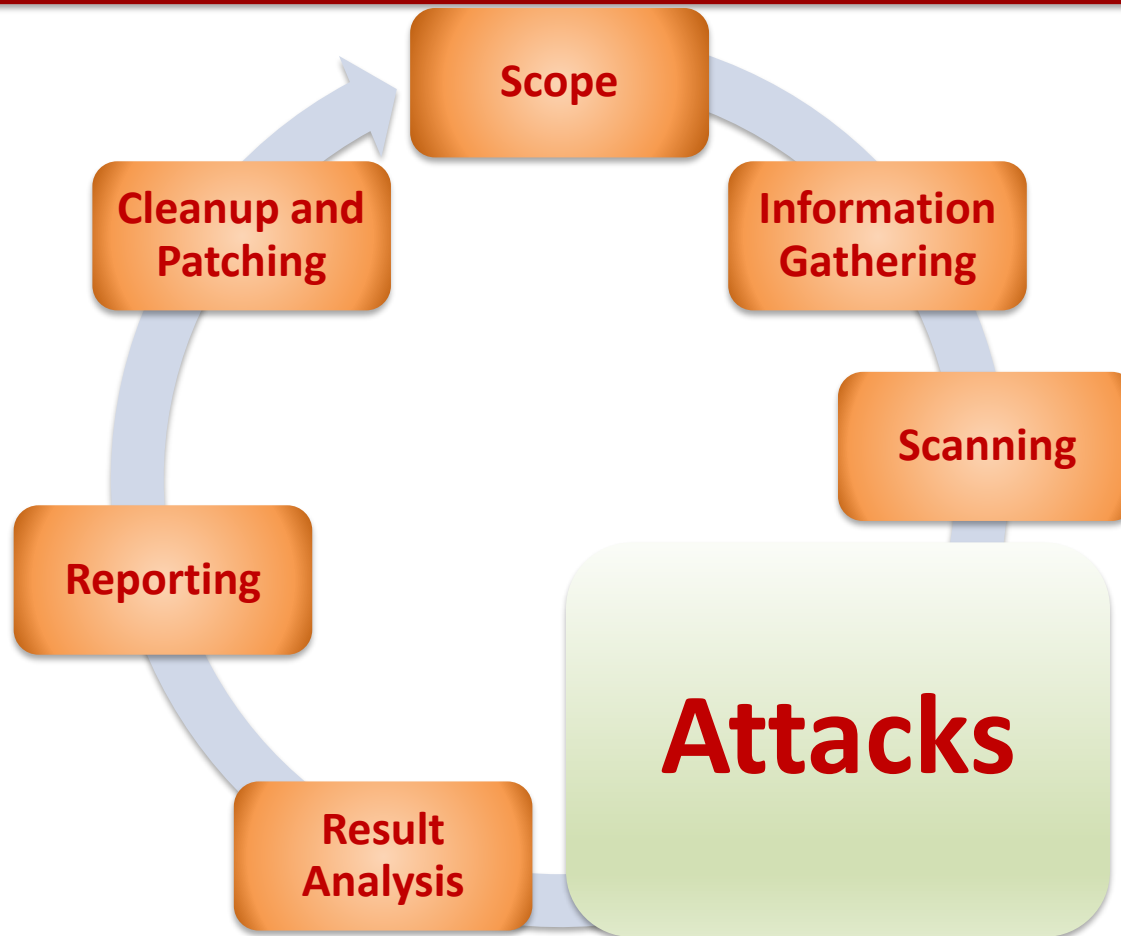 Scope
Information
Gathering
Scanning
Attacks
Result
Analysis
Reporting
Cleanup and
Patching